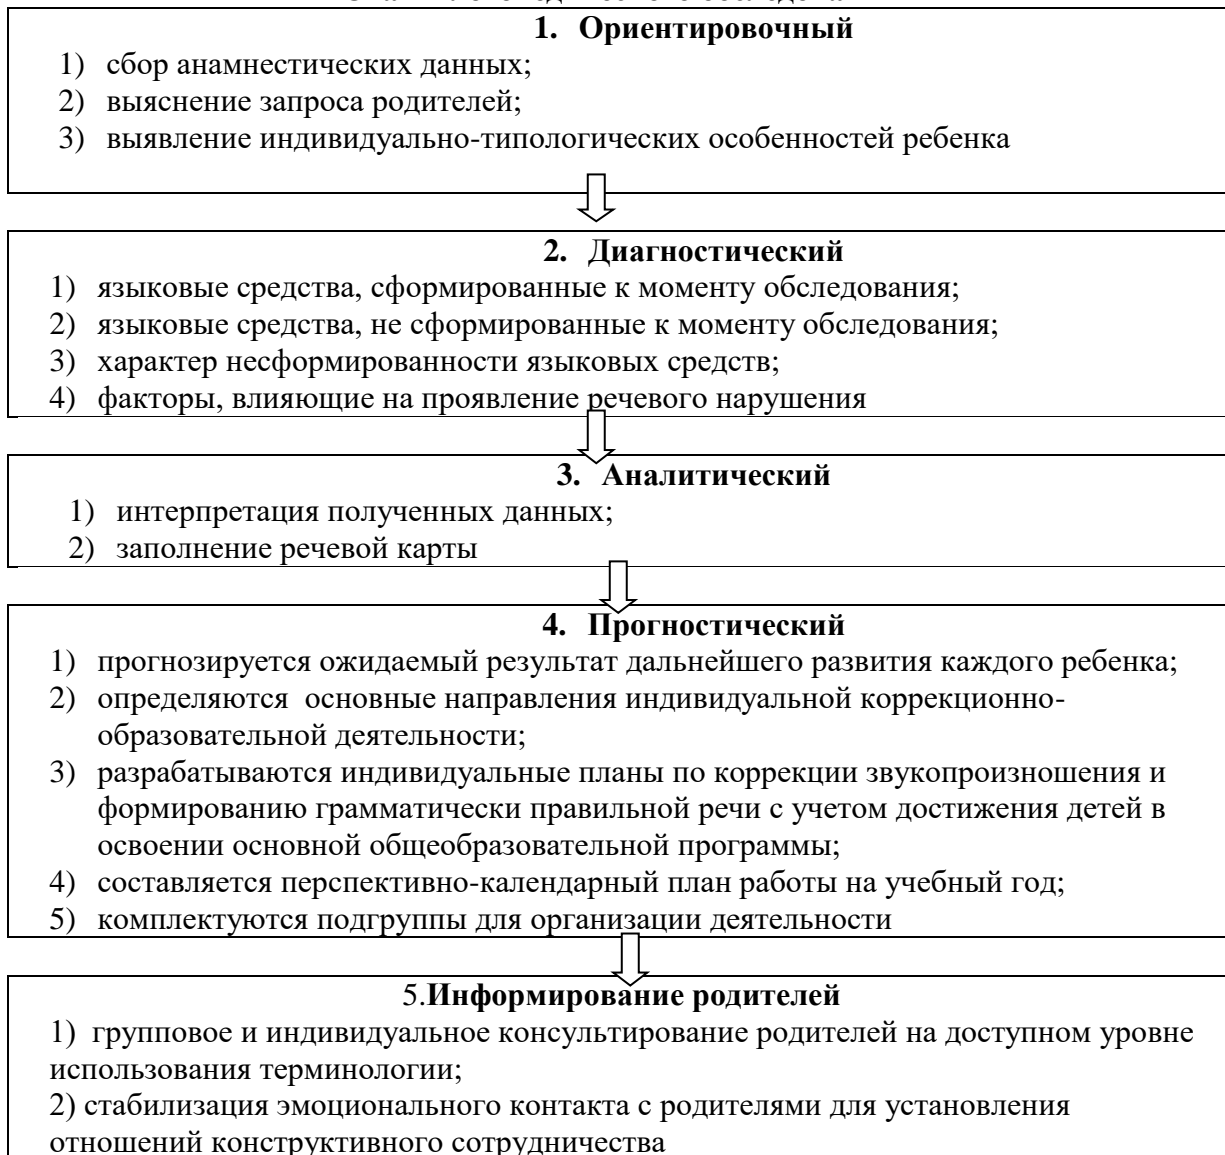 1. Ориентировочный
1) сбор анамнестических данных;
2) выяснение запроса родителей;
3) выявление индивидуально-типологических особенностей ребенка
2. Диагностический
1) языковые средства, сформированные к моменту обследования;
2) языковые средства, не сформированные к моменту обследования;
3) характер несформированности языковых средств;
4) факторы, влияющие на проявление речевого нарушения
3. Аналитический
1) интерпретация полученных данных;
2) заполнение речевой карты
4. Прогностический
1) прогнозируется ожидаемый результат дальнейшего развития каждого ребенка;
2) определяются основные направления индивидуальной коррекционно-
образовательной деятельности;
3) разрабатываются индивидуальные планы по коррекции звукопроизношения и
формированию грамматически правильной речи с учетом достижения детей в
освоении основной общеобразовательной программы;
4) составляется перспективно-календарный план работы на учебный год;
5) комплектуются подгруппы для организации деятельности
5.Информирование родителей
1) групповое и индивидуальное консультирование родителей на доступном уровне
использования терминологии;
2) стабилизация эмоционального контакта с родителями для установления
отношений конструктивного сотрудничества